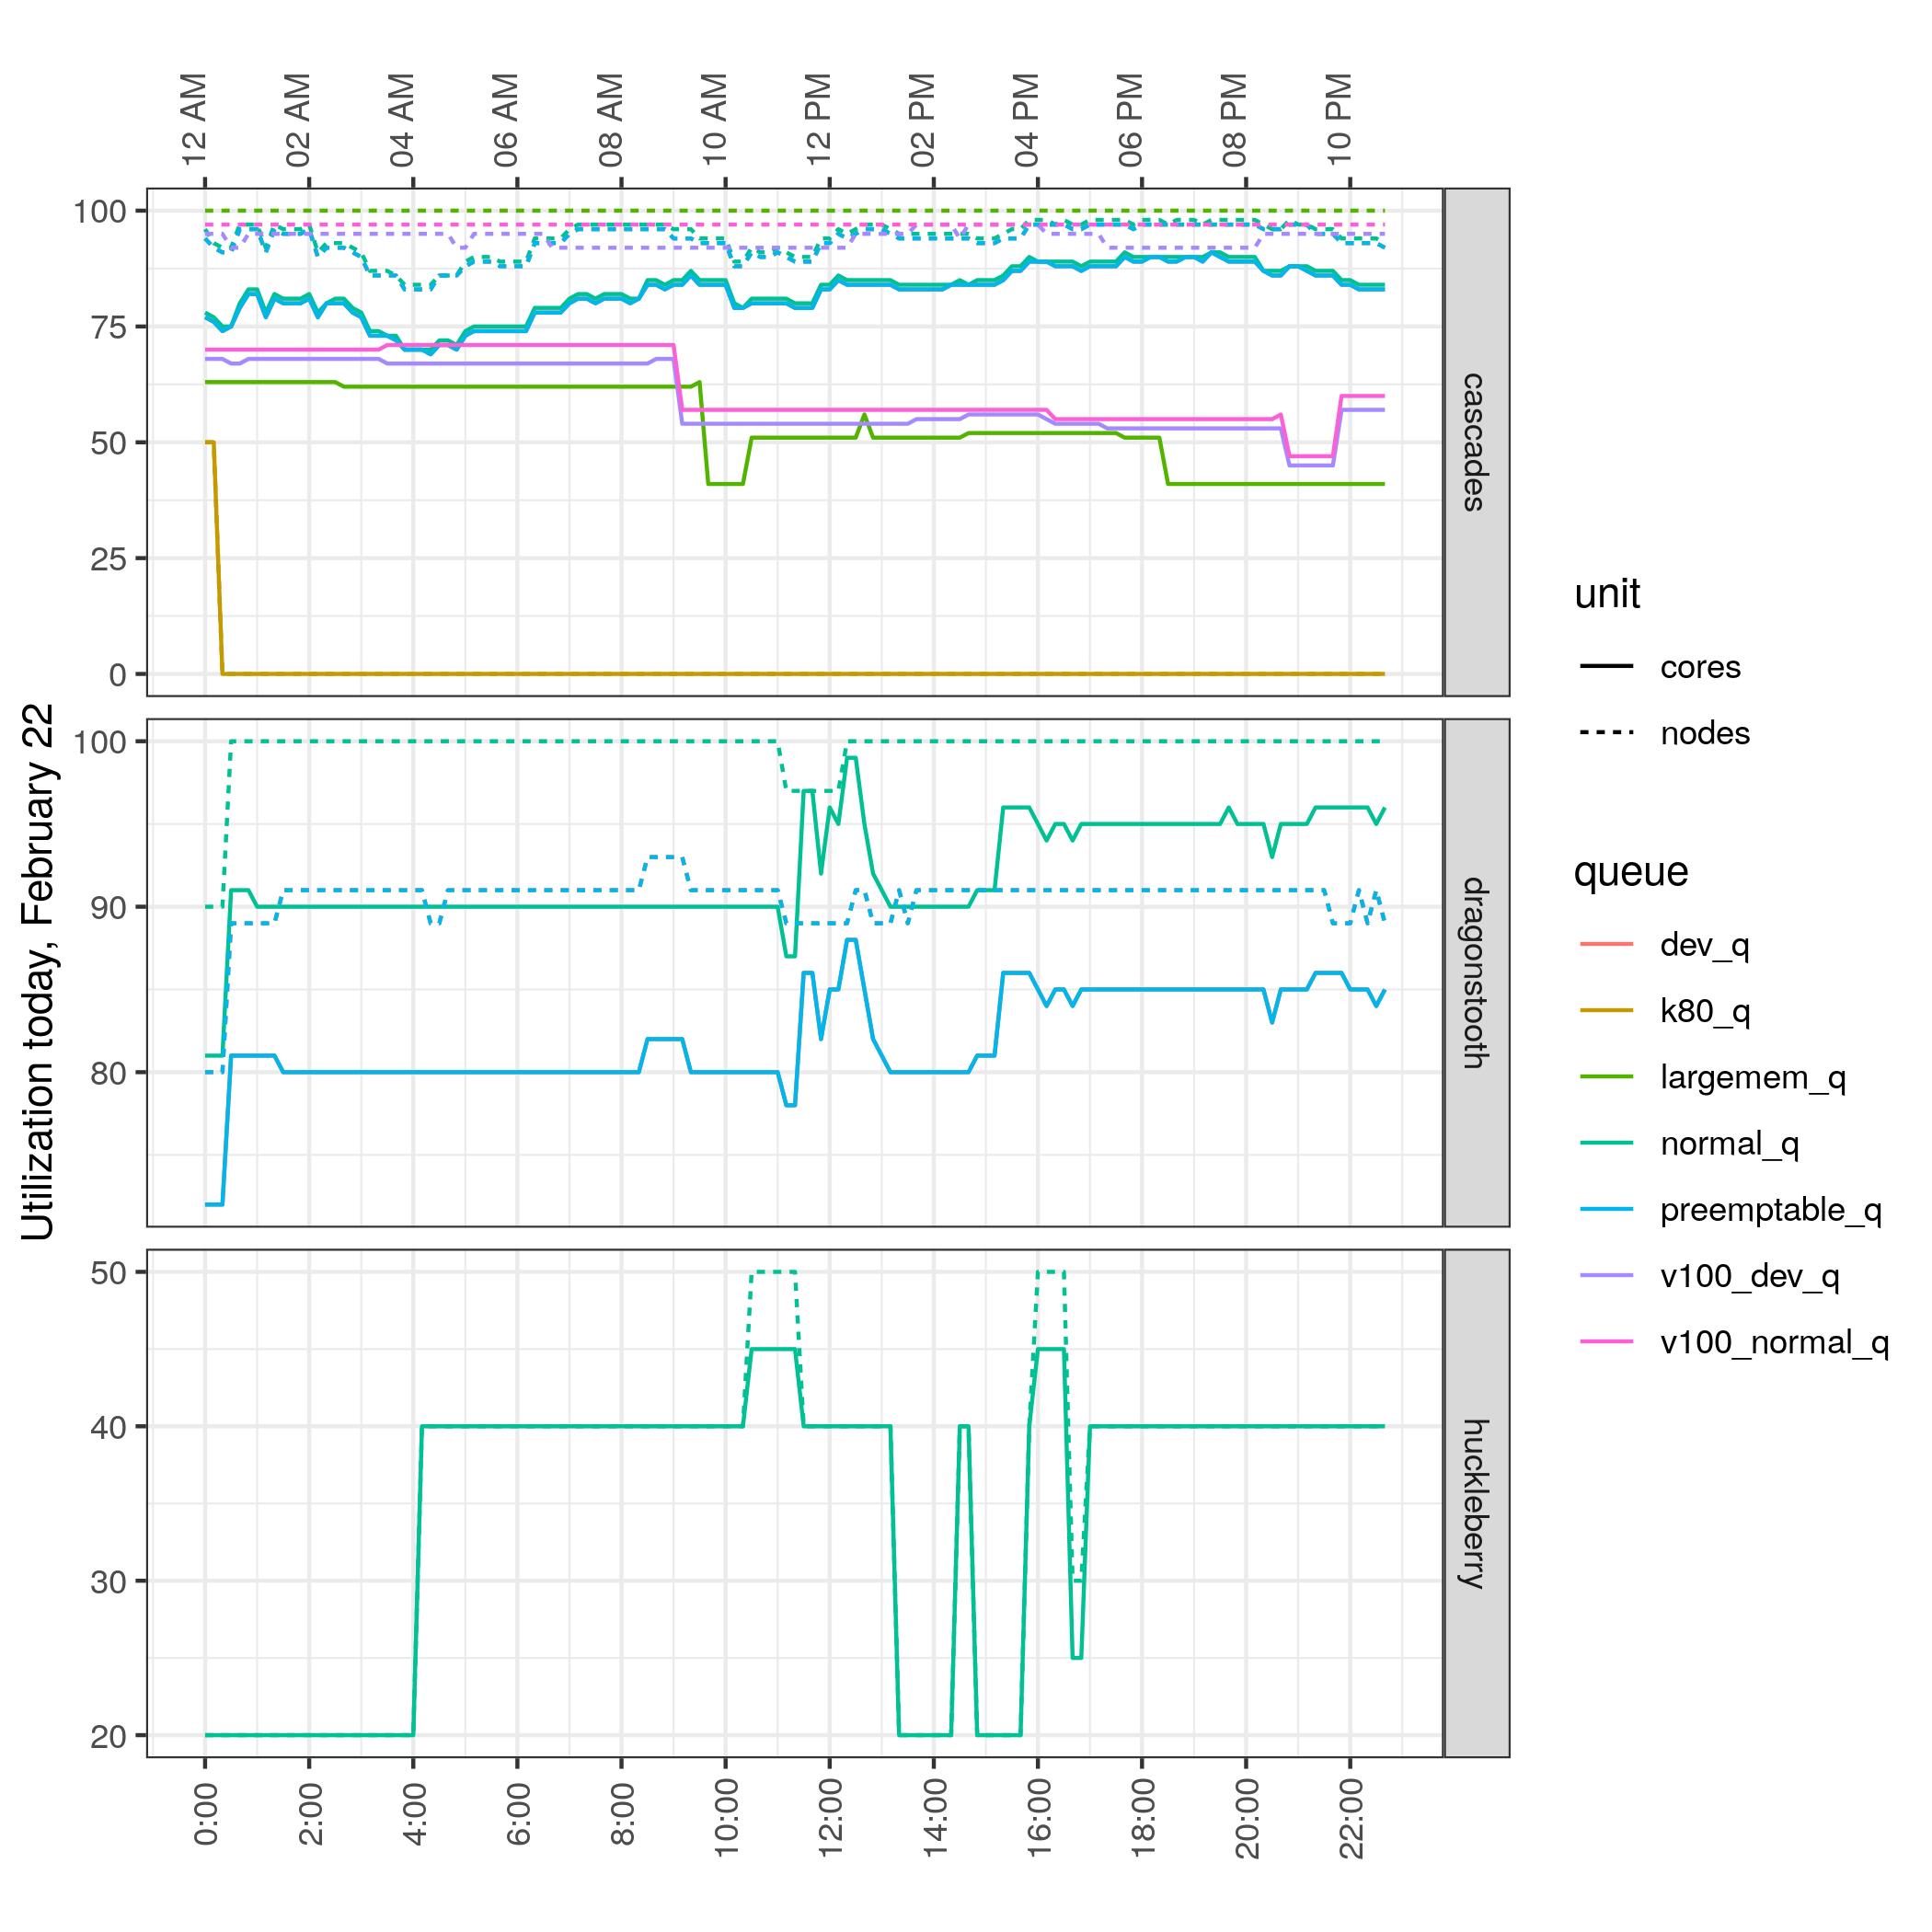 12 AM
02 AM
04 AM
06 AM
08 AM
10 AM
12 PM
02 PM
04 PM
06 PM
08 PM
10 PM
Utilization today, February 22
100
75
50
25
0
cascades
100
90
80
dragonstooth
50
40
30
20
huckleberry
0:00
2:00
4:00
6:00
8:00
10:00
12:00
14:00
16:00
18:00
20:00
22:00
unit
cores
nodes
queue
dev_q
k80_q
largemem_q
normal_q
preemptable_q
v100_dev_q
v100_normal_q